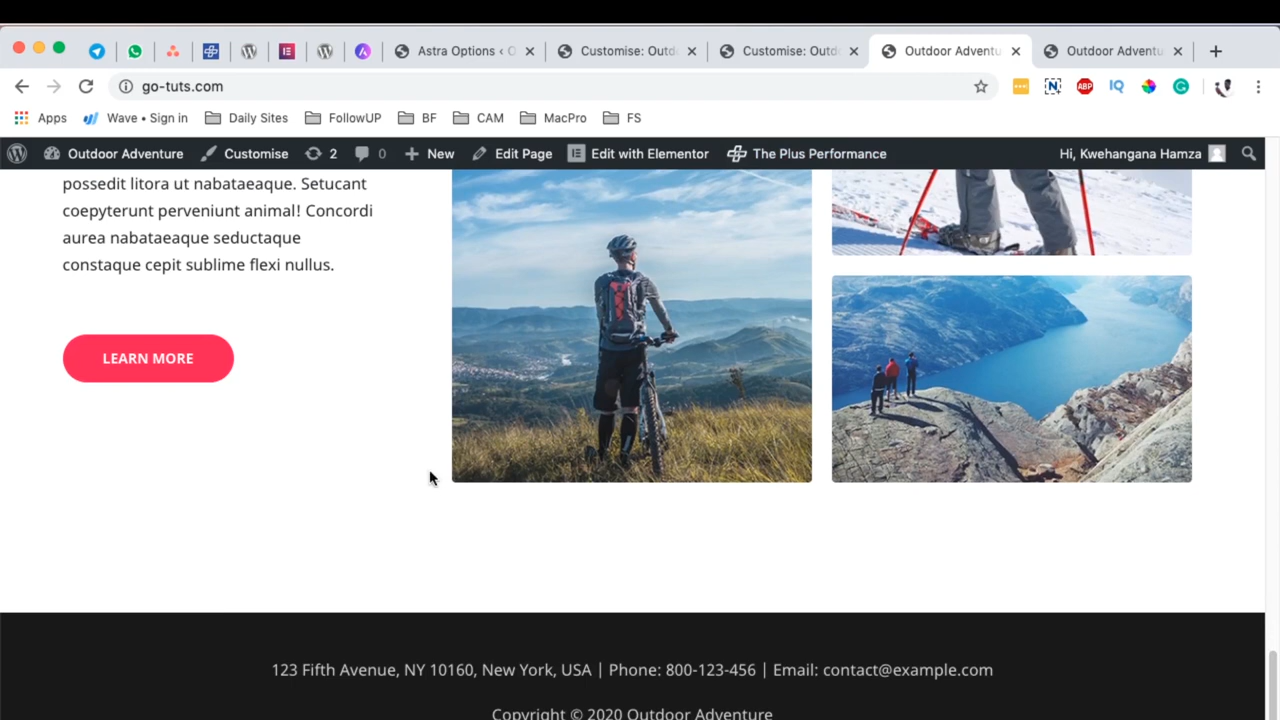 Astra Options ‹ O
Customise: Outd
Customise: Outd
Outdoor Adventu
Outdoor Adventu
go-tuts.com
ABP
IQ
Apps
Wave • Sign in
Daily Sites
FollowUP
BF
CAM
MacPro
FS
Outdoor Adventure
Customise
2
0
New
Edit Page
Edit with Elementor
The Plus Performance
Hi, Kwehangana Hamza
possedit litora ut nabataeaque. Setucant
coepyterunt perveniunt animal! Concordi
aurea nabataeaque seductaque
constaque cepit sublime flexi nullus.
LEARN MORE
123 Fifth Avenue, NY 10160, New York, USA | Phone: 800-123-456 | Email: contact@example.com
Copyright © 2020 Outdoor Adventure